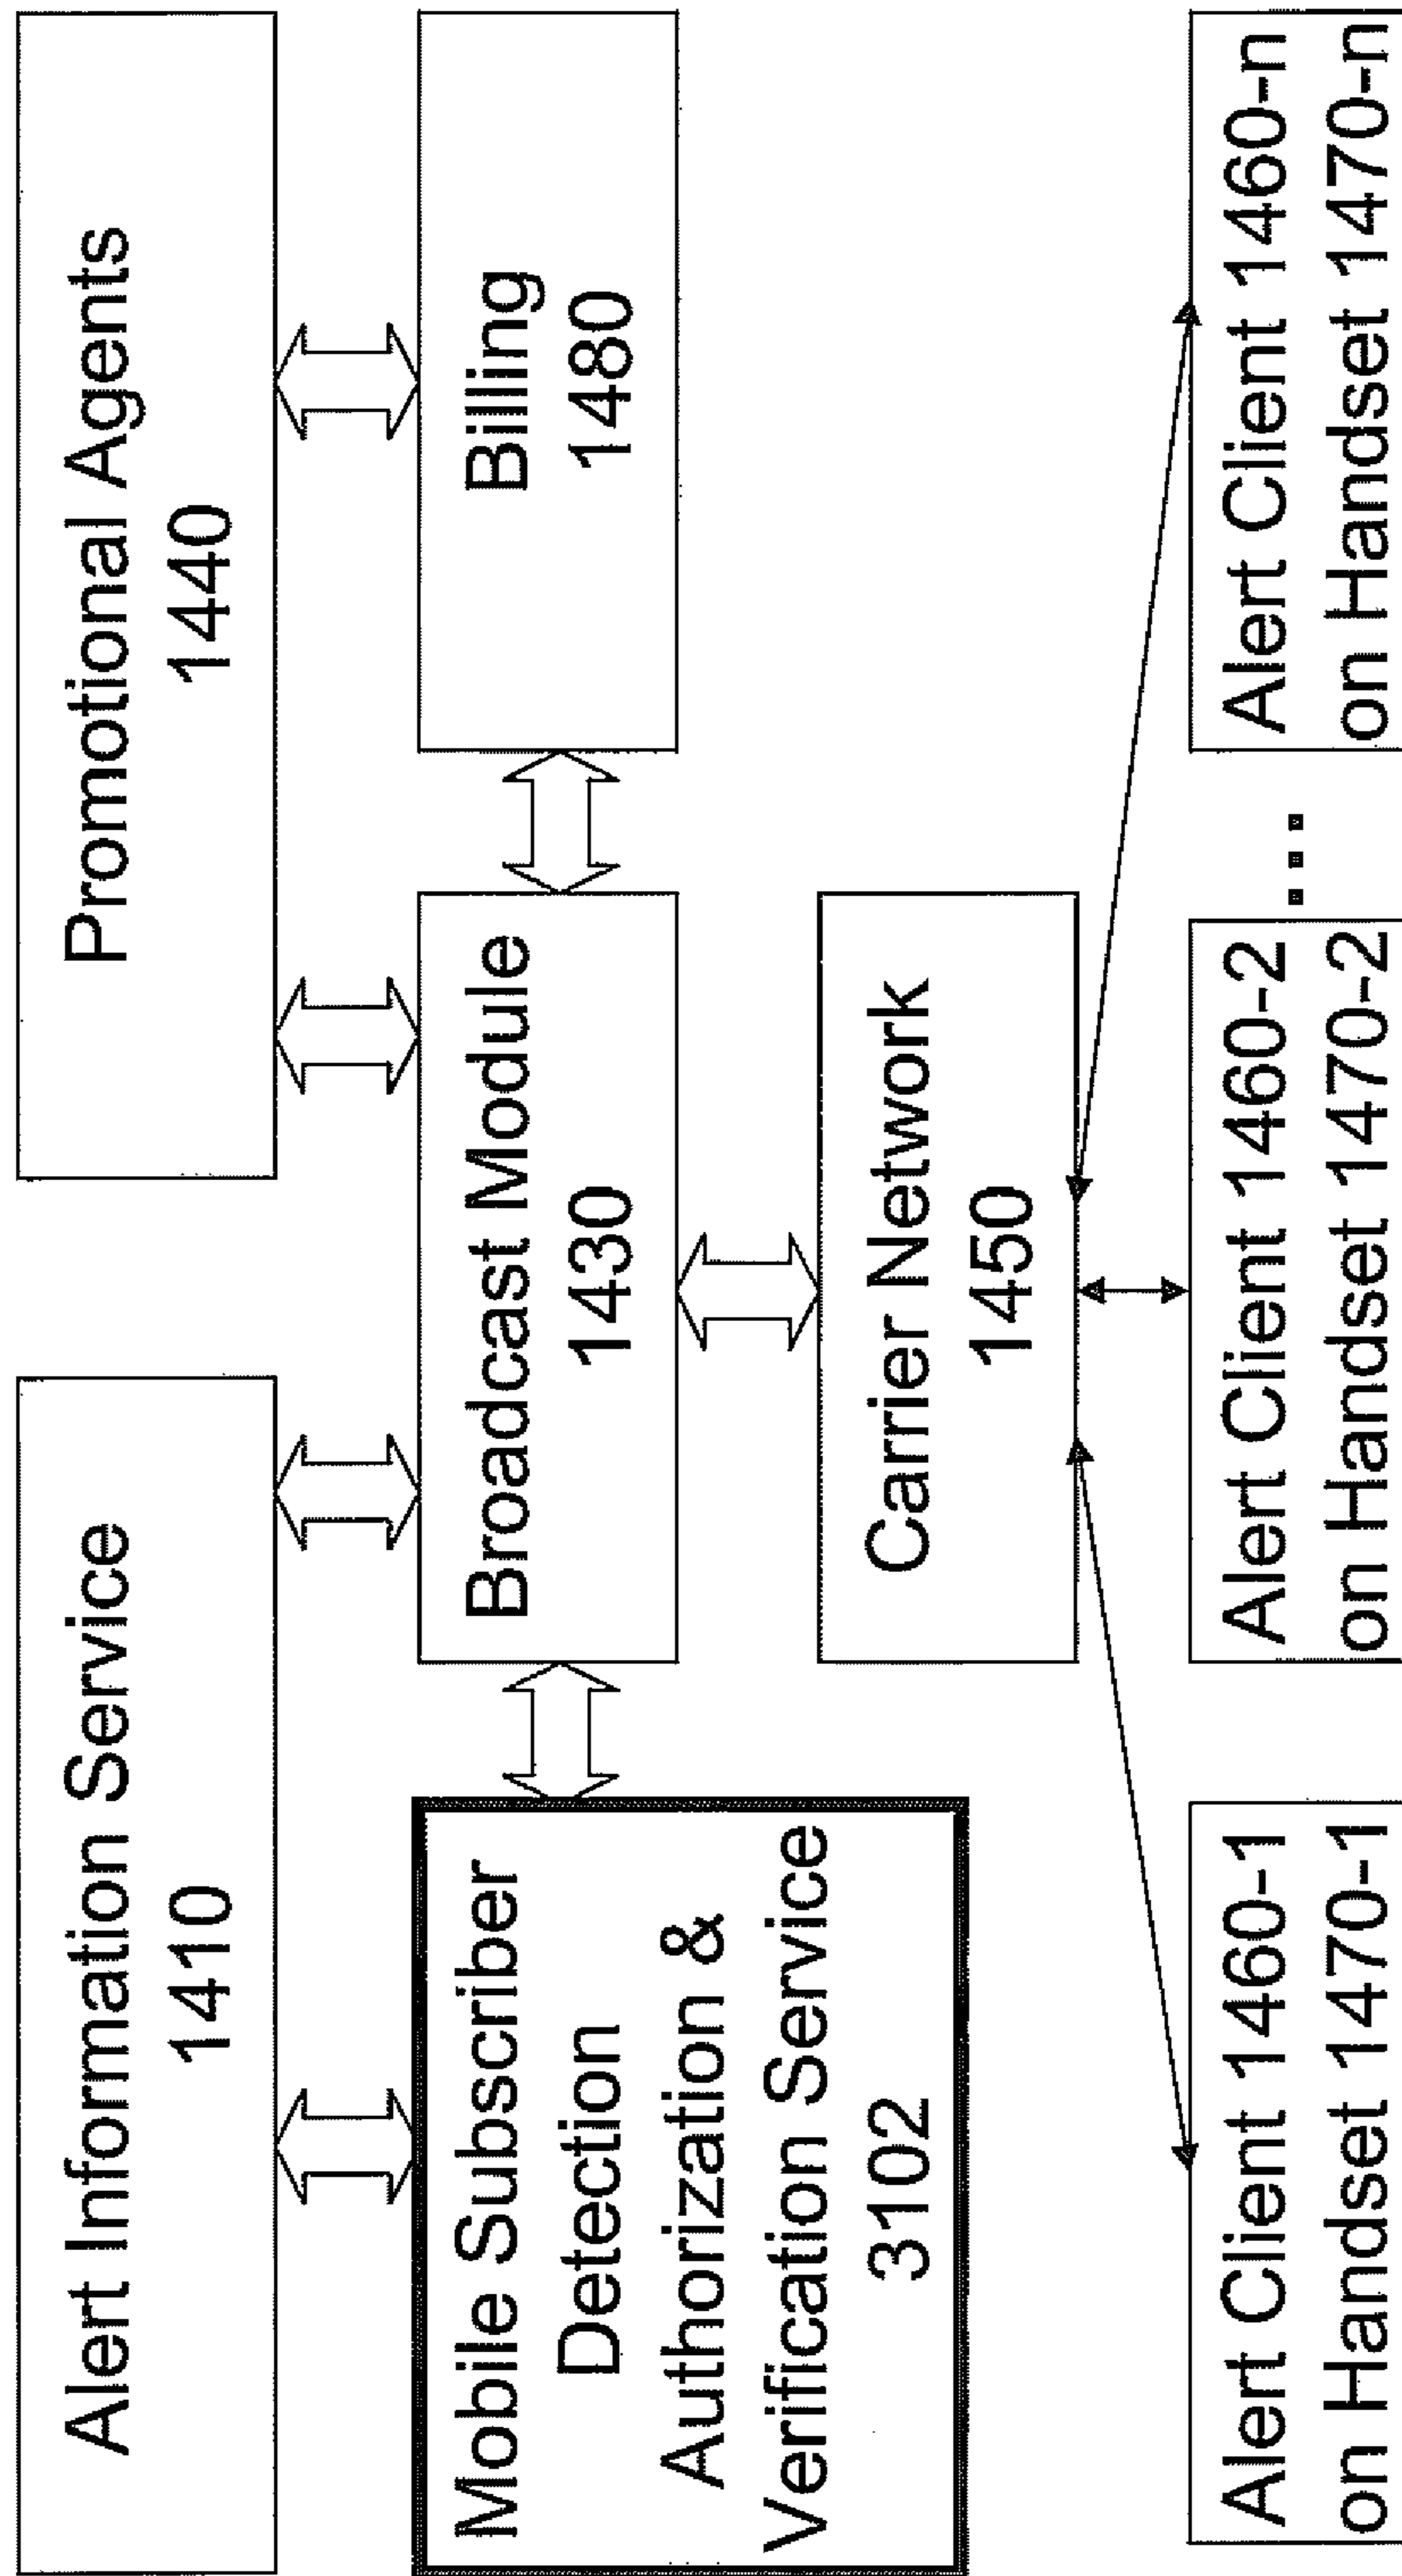 Alert Information Service
1410
Promotional Agents
1440
Mobile Subscriber
Detection
Authorization &
Verification Service
3102
Broadcast Module
1430
Billing
1480
Carrier Network
1450
Alert Client 1460-1
on Handset 1470-1
Alert Client 1460-2
on Handset 1470-2
...
Alert Client 1460-n
on Handset 1470-n